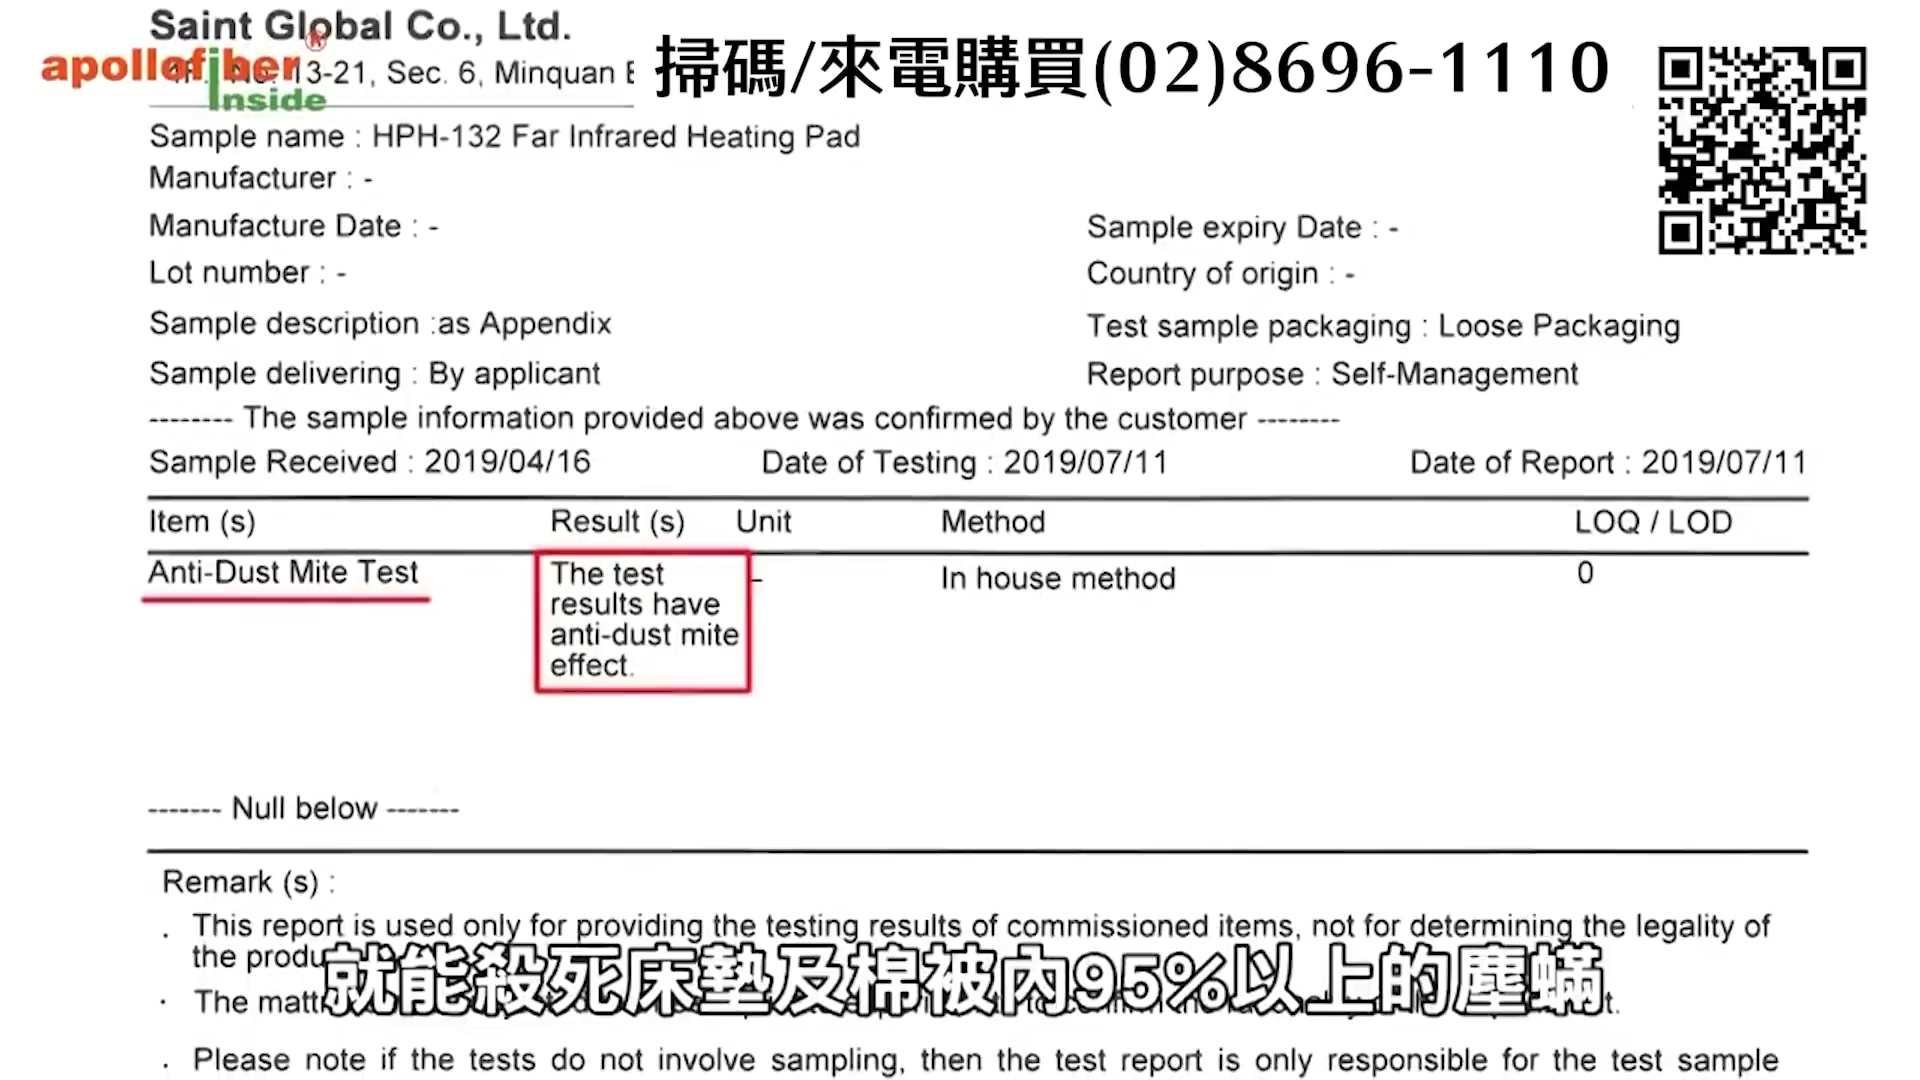 Saint Global Co., Ltd.
apollofiber®
inside
13-21, Sec. 6, Minquan E
掃碼/來電購買(02)8696-1110
Sample name : HPH-132 Far Infrared Heating Pad
Manufacturer : -
Manufacture Date : -
Sample expiry Date : -
Lot number : -
Country of origin : -
Sample description :as Appendix
Test sample packaging : Loose Packaging
Sample delivering : By applicant
Report purpose : Self-Management
-------- The sample information provided above was confirmed by the customer --------
Sample Received : 2019/04/16 Date of Testing : 2019/07/11 Date of Report : 2019/07/11
Item (s) Result (s) Unit Method LOQ / LOD
Anti-Dust Mite Test The test - In house method 0
results have
anti-dust mite
effect.
------- Null below -------
Remark (s) :
. This report is used only for providing the testing results of commissioned items, not for determining the legality of
the produ
就能殺死床墊及棉被內95%以上的塵蟎
· The matt
. Please note if the tests do not involve sampling, then the test report is only responsible for the test sample